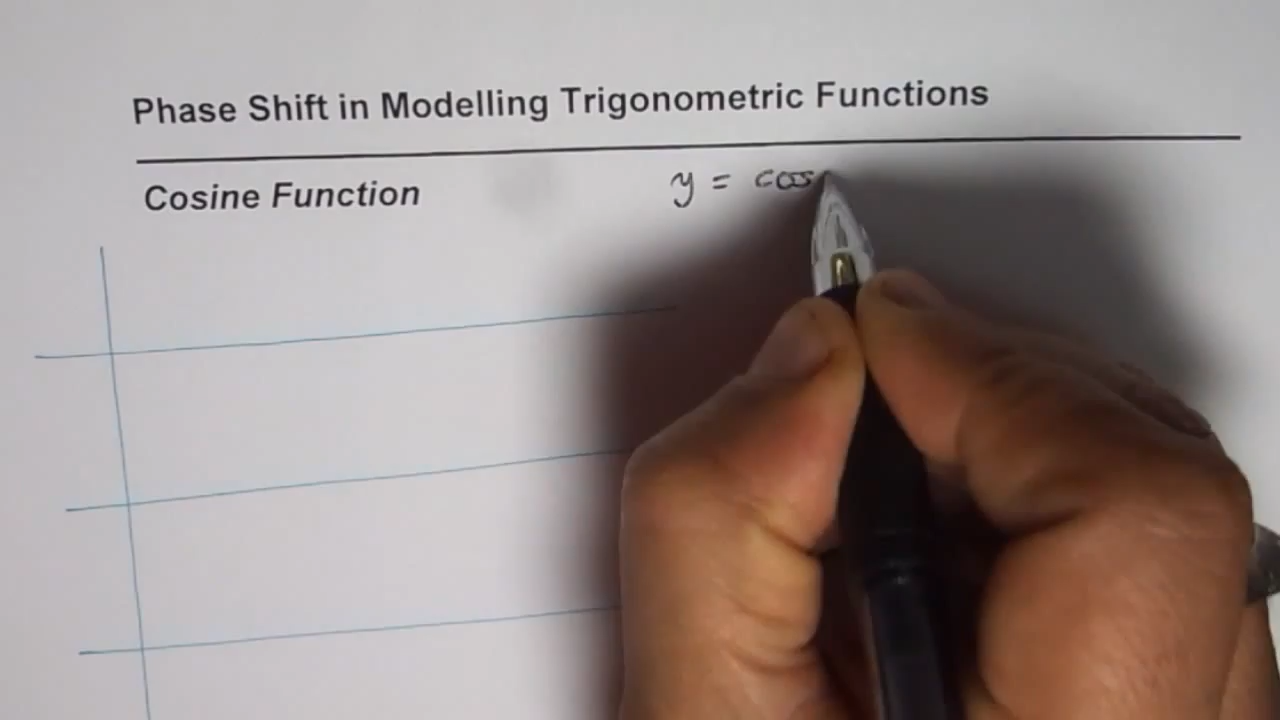 Phase Shift in Modelling Trigonometric Functions
Cosine Function
y = cos